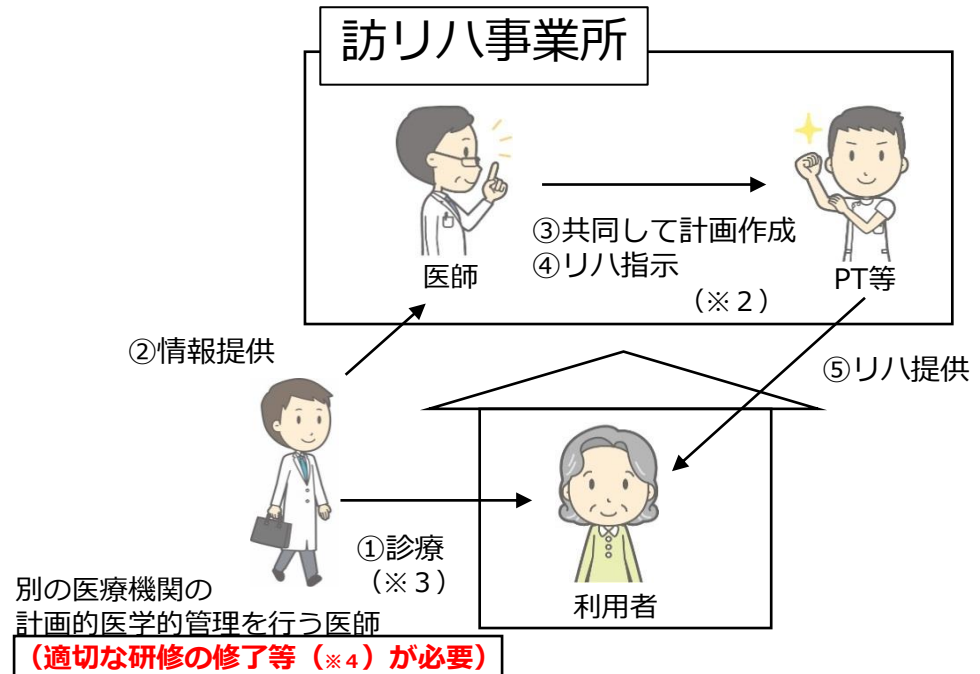 訪リハ事業所
医師
③共同して計画作成
④リハ指示
（※２）
PT等
②情報提供
⑤リハ提供
①診療
（※３）
利用者
別の医療機関の
計画的医学的管理を行う医師
（適切な研修の修了等（※４）が必要）